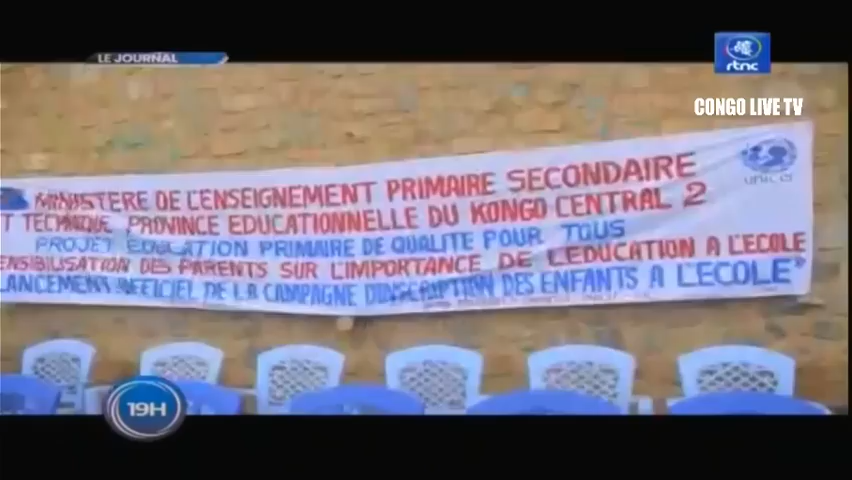 LE JOURNAL
rtnc
CONGO LIVE TV
MINISTERE DE L'ENSEIGNEMENT PRIMAIRE SECONDAIRE
unicef
T TECHNIQUE PROVINCE EDUCATIONNELLE DU KONGO CENTRAL 2
PROJET EDUCATION PRIMAIRE DE QUALITE POUR TOUS
ENSIBILISATION DES PARENTS SUR L'IMPORTANCE DE L'EDUCATION A L'ECOLE
LANCEMENT OFFICIEL DE LA CAMPAGNE D'INSCRIPTION DES ENFANTS A L'ECOLE"
19H